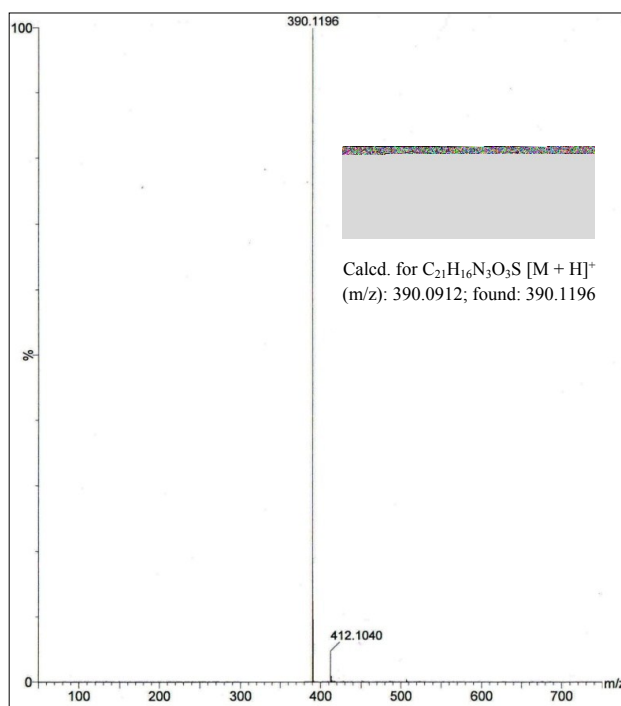 390.1196
100
Calcd. for C₂₁H₁₆N₃O₃S [M + H]⁺
(m/z): 390.0912; found: 390.1196
%
412.1040
0
100 200 300 400 500 600 700 m/z